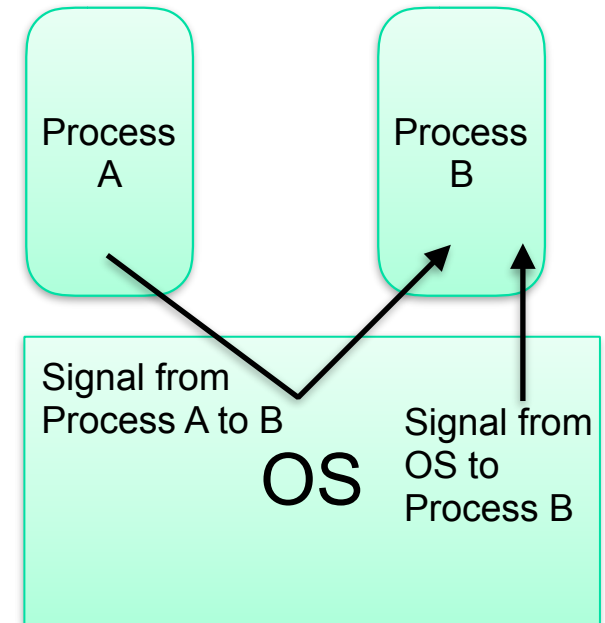 Process
A
Process
B
Signal from
Process A to B
OS
Signal from
OS to
Process B